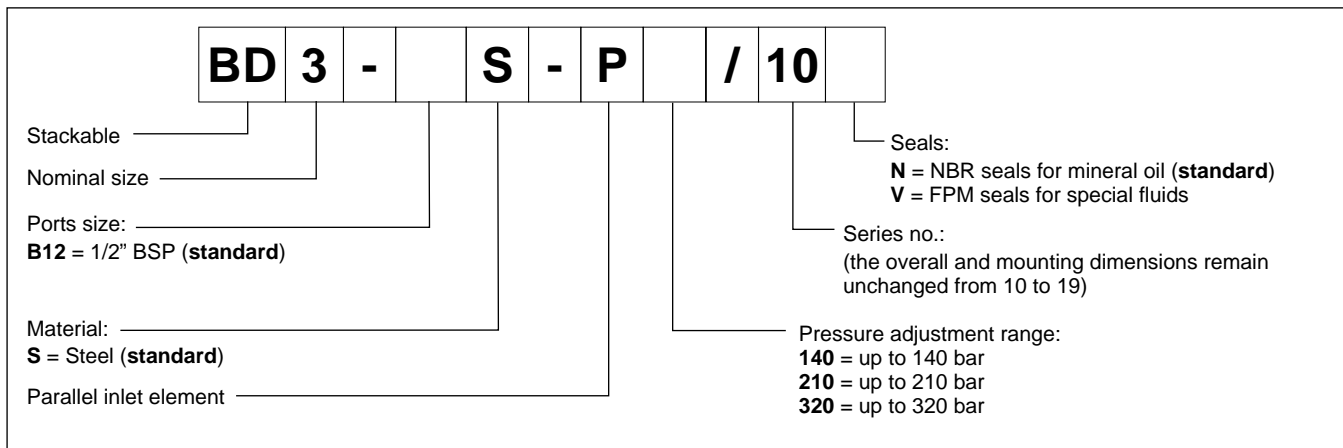 BD 3 - S - P / 10
Stackable
Nominal size
Ports size:
B12 = 1/2” BSP (standard)
Material:
S = Steel (standard)
Parallel inlet element
Seals:
N = NBR seals for mineral oil (standard)
V = FPM seals for special fluids
Series no.:
(the overall and mounting dimensions remain
unchanged from 10 to 19)
Pressure adjustment range:
140 = up to 140 bar
210 = up to 210 bar
320 = up to 320 bar